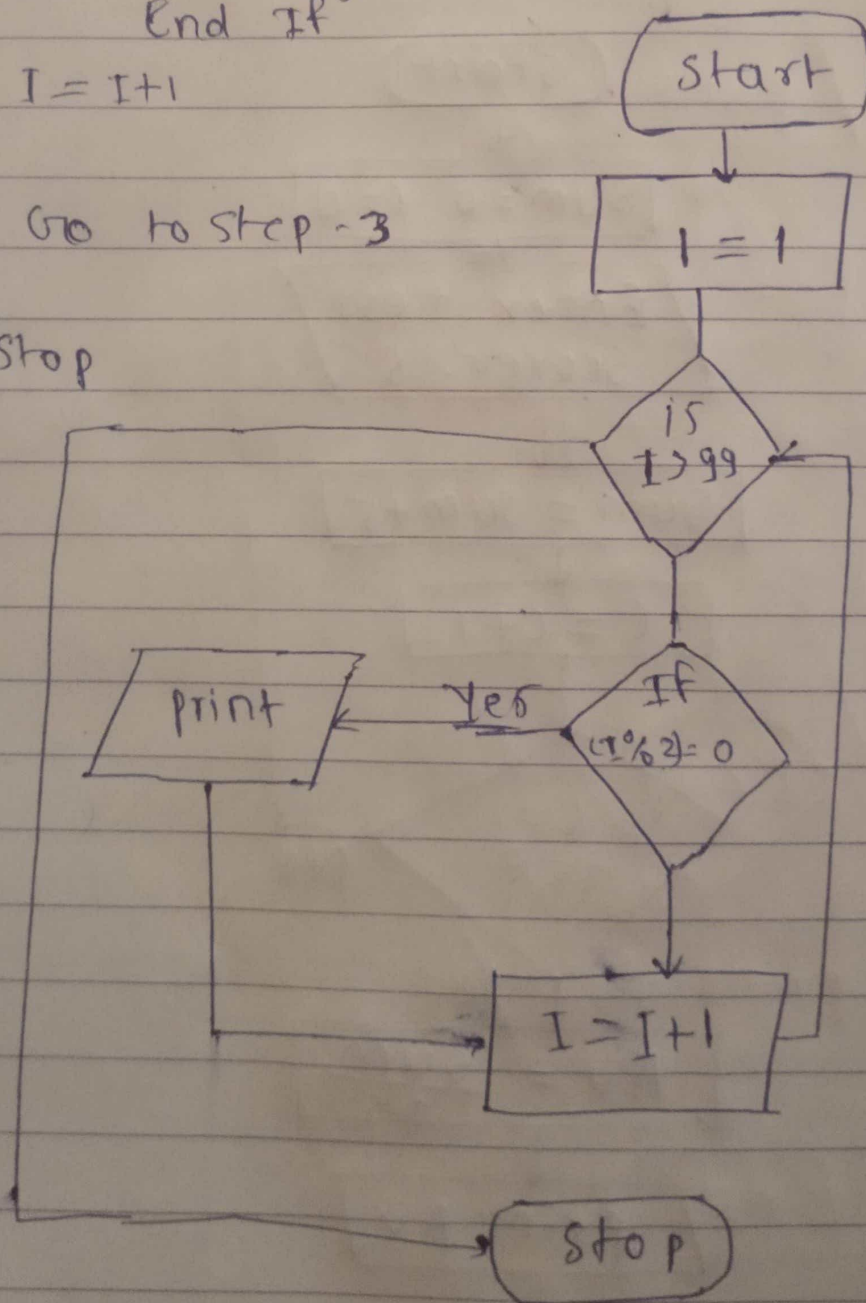 End If
I = I+1
Go to step - 3
Stop
Start
I = 1
is
I > 99
If
(I % 2) = 0
Yes
print
I = I+1
Stop